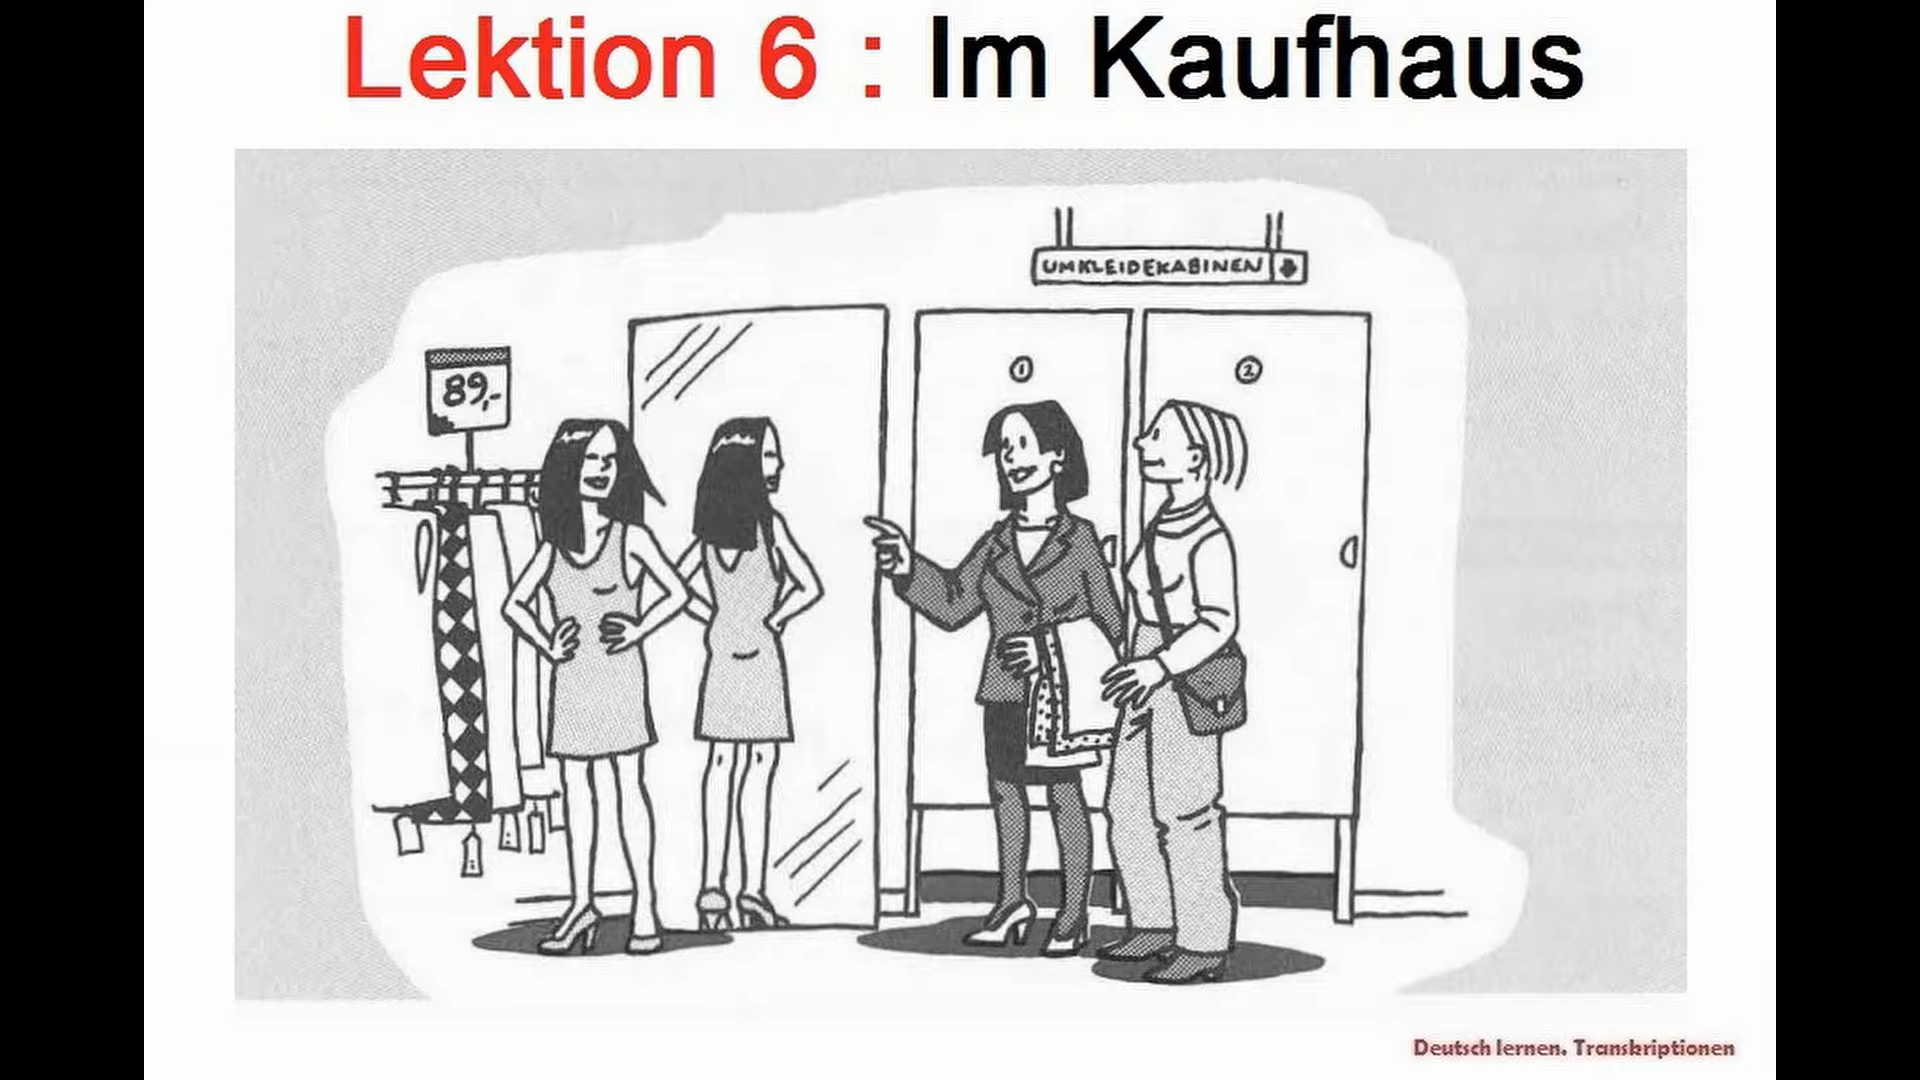 Lektion 6 : Im Kaufhaus
UMKLEIDEKABINEN
89,-
1
2
Deutsch lernen. Transkriptionen